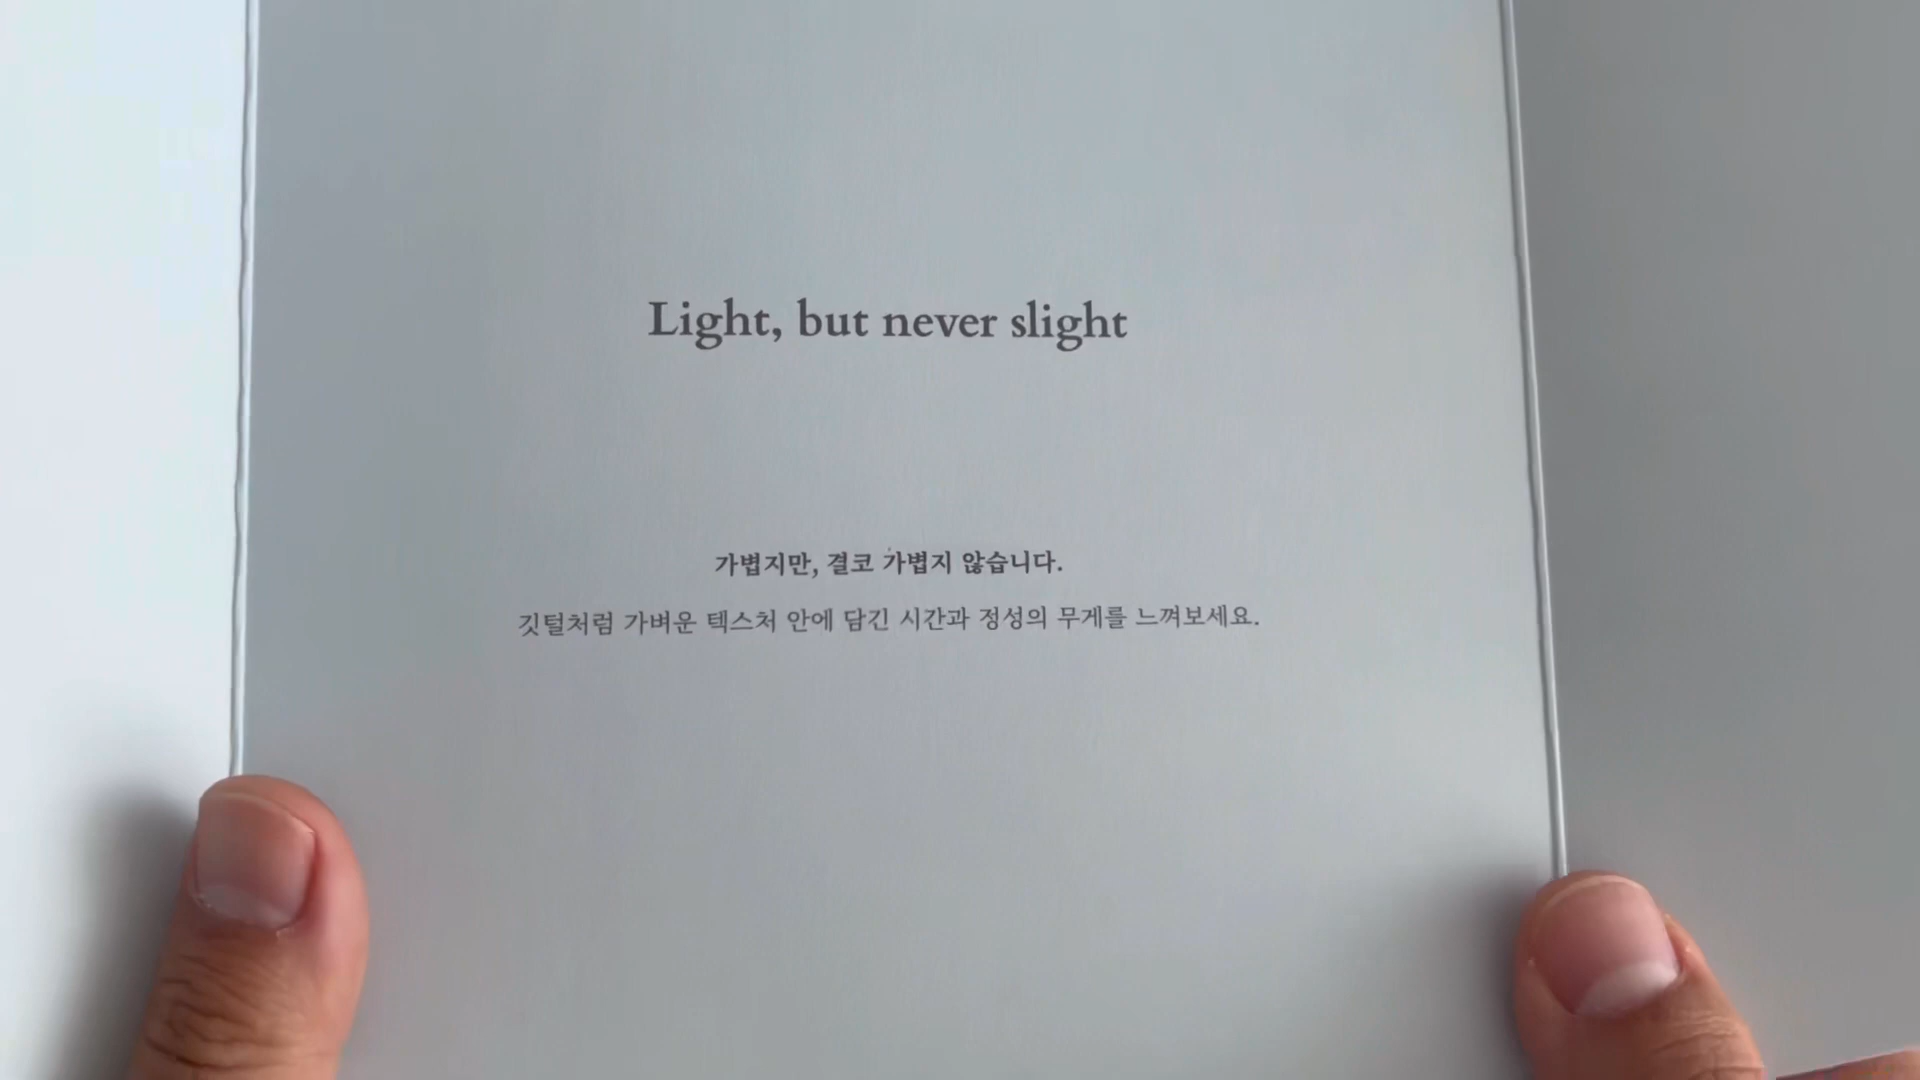 Light, but never slight
가볍지만, 결코 가볍지 않습니다.
깃털처럼 가벼운 텍스처 안에 담긴 시간과 정성의 무게를 느껴보세요.